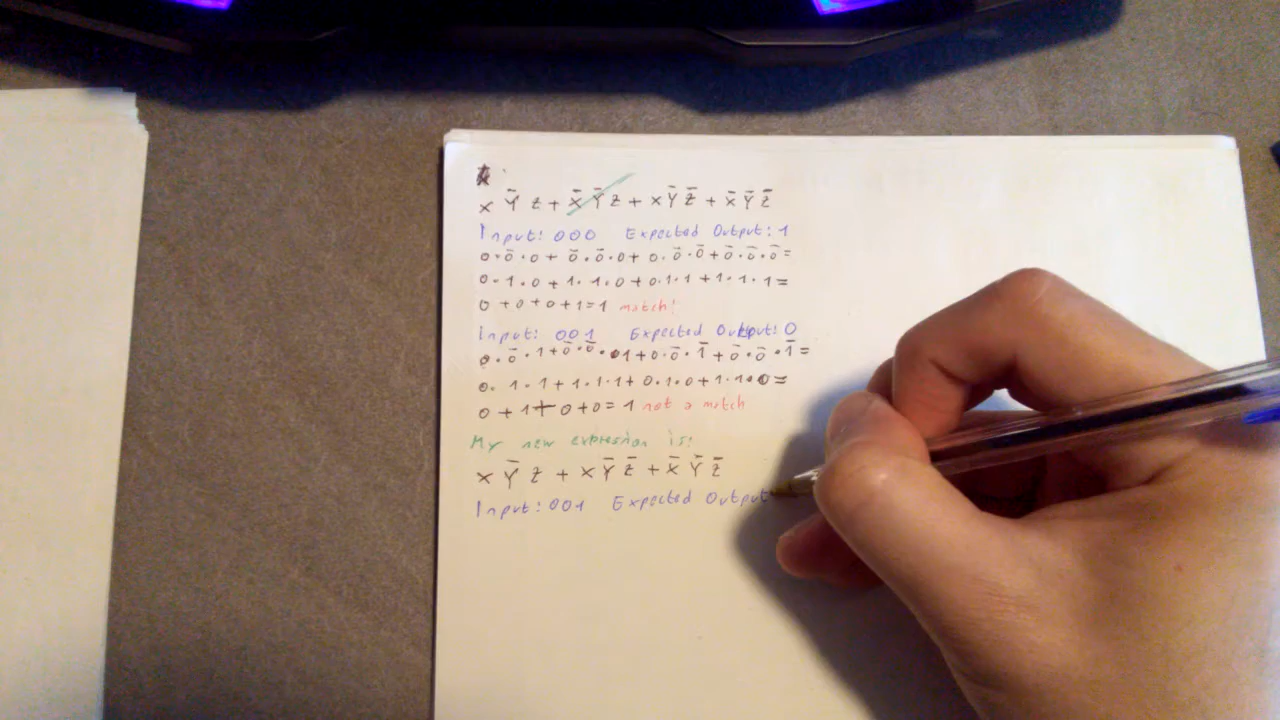 x Ȳ z + x̄ Ȳ z + x Ȳ z̄ + x̄ Ȳ z̄
Input: 000 Expected Output: 1
0·0̄·0 + 0̄·0̄·0 + 0·0̄·0̄ + 0̄·0̄·0̄ =
0·1·0 + 1·1·0 + 0·1·1 + 1·1·1 =
0 + 0 + 0 + 1 = 1 match!
Input: 001 Expected Output: 0
0·0̄·1 + 0̄·0̄·1 + 0·0̄·1̄ + 0̄·0̄·1̄ =
0·1·1 + 1·1·1 + 0·1·0 + 1·1·0 =
0 + 1 + 0 + 0 = 1 not a match
My new expression is:
x Ȳ z + x Ȳ z̄ + x̄ Ȳ z̄
Input: 001 Expected Output